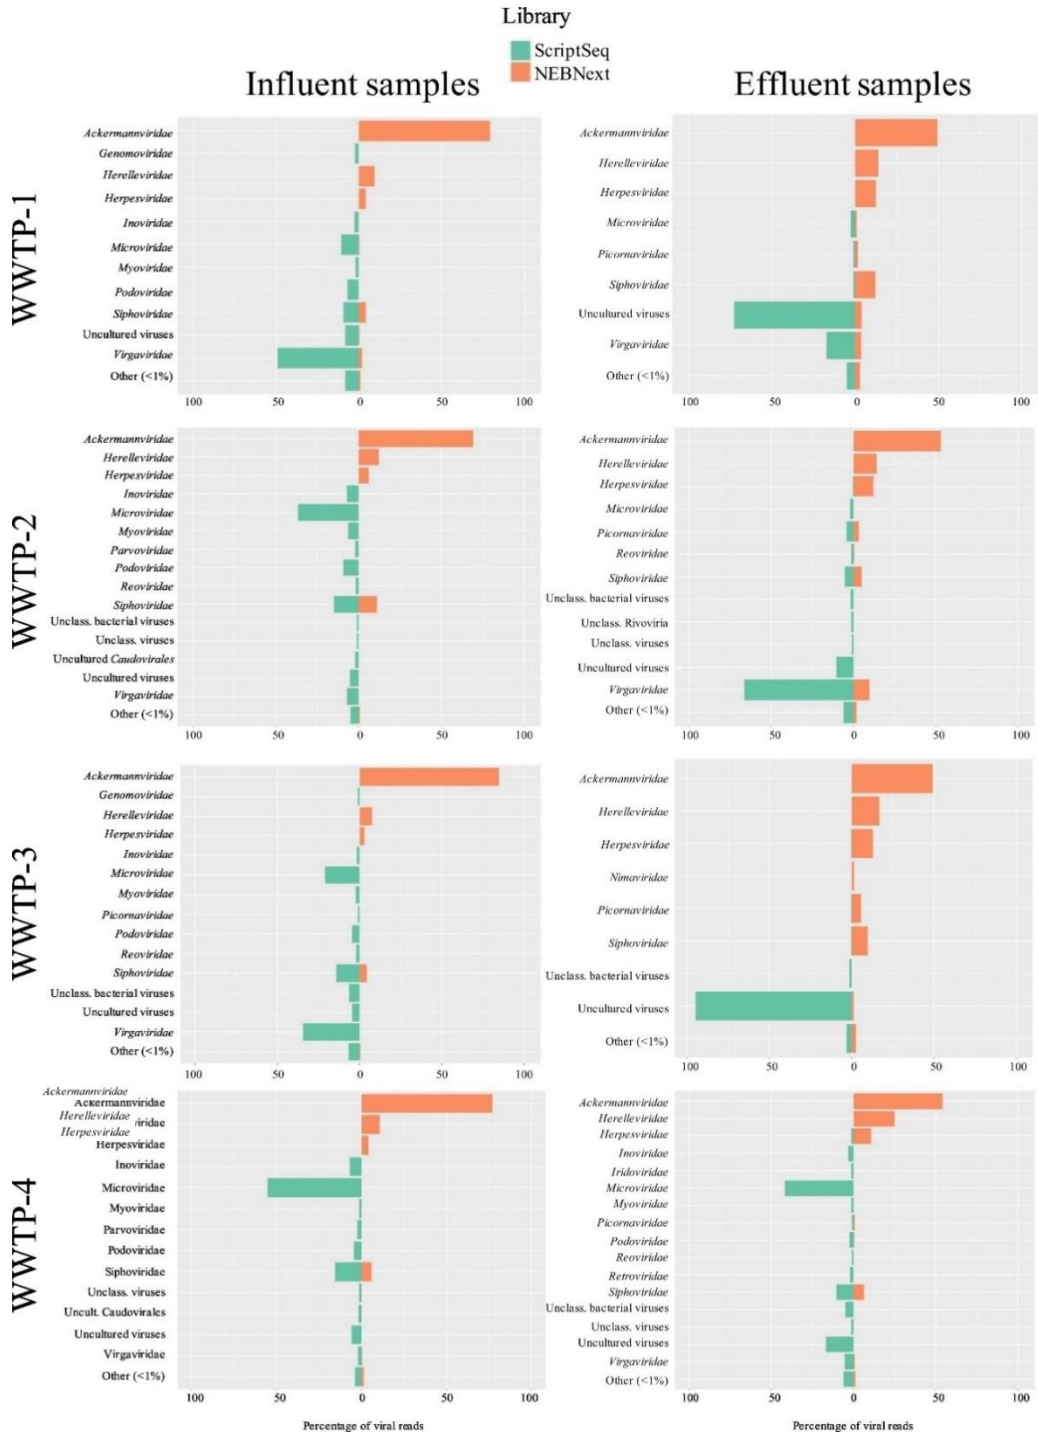 Library
ScriptSeq
NEBNext
Influent samples
Effluent samples
WWTP-1
Ackermannviridae
Genomoviridae
Herelleviridae
Herpesviridae
Inoviridae
Microviridae
Myoviridae
Podoviridae
Siphoviridae
Uncultured viruses
Virgaviridae
Other (<1%)
100 50 0 50 100
Ackermannviridae
Herelleviridae
Herpesviridae
Microviridae
Picornaviridae
Siphoviridae
Uncultured viruses
Virgaviridae
Other (<1%)
100 50 0 50 100
WWTP-2
Ackermannviridae
Herelleviridae
Herpesviridae
Inoviridae
Microviridae
Myoviridae
Parvoviridae
Podoviridae
Reoviridae
Siphoviridae
Unclass. bacterial viruses
Unclass. viruses
Uncultured Caudovirales
Uncultured viruses
Virgaviridae
Other (<1%)
100 50 0 50 100
Ackermannviridae
Herelleviridae
Herpesviridae
Microviridae
Picornaviridae
Reoviridae
Siphoviridae
Unclass. bacterial viruses
Unclass. Rivoviria
Unclass. viruses
Uncultured viruses
Virgaviridae
Other (<1%)
100 50 0 50 100
WWTP-3
Ackermannviridae
Genomoviridae
Herelleviridae
Herpesviridae
Inoviridae
Microviridae
Myoviridae
Picornaviridae
Podoviridae
Reoviridae
Siphoviridae
Unclass. bacterial viruses
Uncultured viruses
Virgaviridae
Other (<1%)
100 50 0 50 100
Ackermannviridae
Herelleviridae
Herpesviridae
Nimaviridae
Picornaviridae
Siphoviridae
Unclass. bacterial viruses
Uncultured viruses
Other (<1%)
100 50 0 50 100
WWTP-4
Ackermannviridae
Ackermannviridae
Herelleviridae
iridae
Herpesviridae
Herpesviridae
Inoviridae
Microviridae
Myoviridae
Parvoviridae
Podoviridae
Siphoviridae
Unclass. viruses
Uncult. Caudovirales
Uncultured viruses
Virgaviridae
Other (<1%)
100 50 0 50 100
Percentage of viral reads
Ackermannviridae
Herelleviridae
Herpesviridae
Inoviridae
Iridoviridae
Microviridae
Myoviridae
Picornaviridae
Podoviridae
Reoviridae
Retroviridae
Siphoviridae
Unclass. bacterial viruses
Unclass. viruses
Uncultured viruses
Virgaviridae
Other (<1%)
100 50 0 50 100
Percentage of viral reads